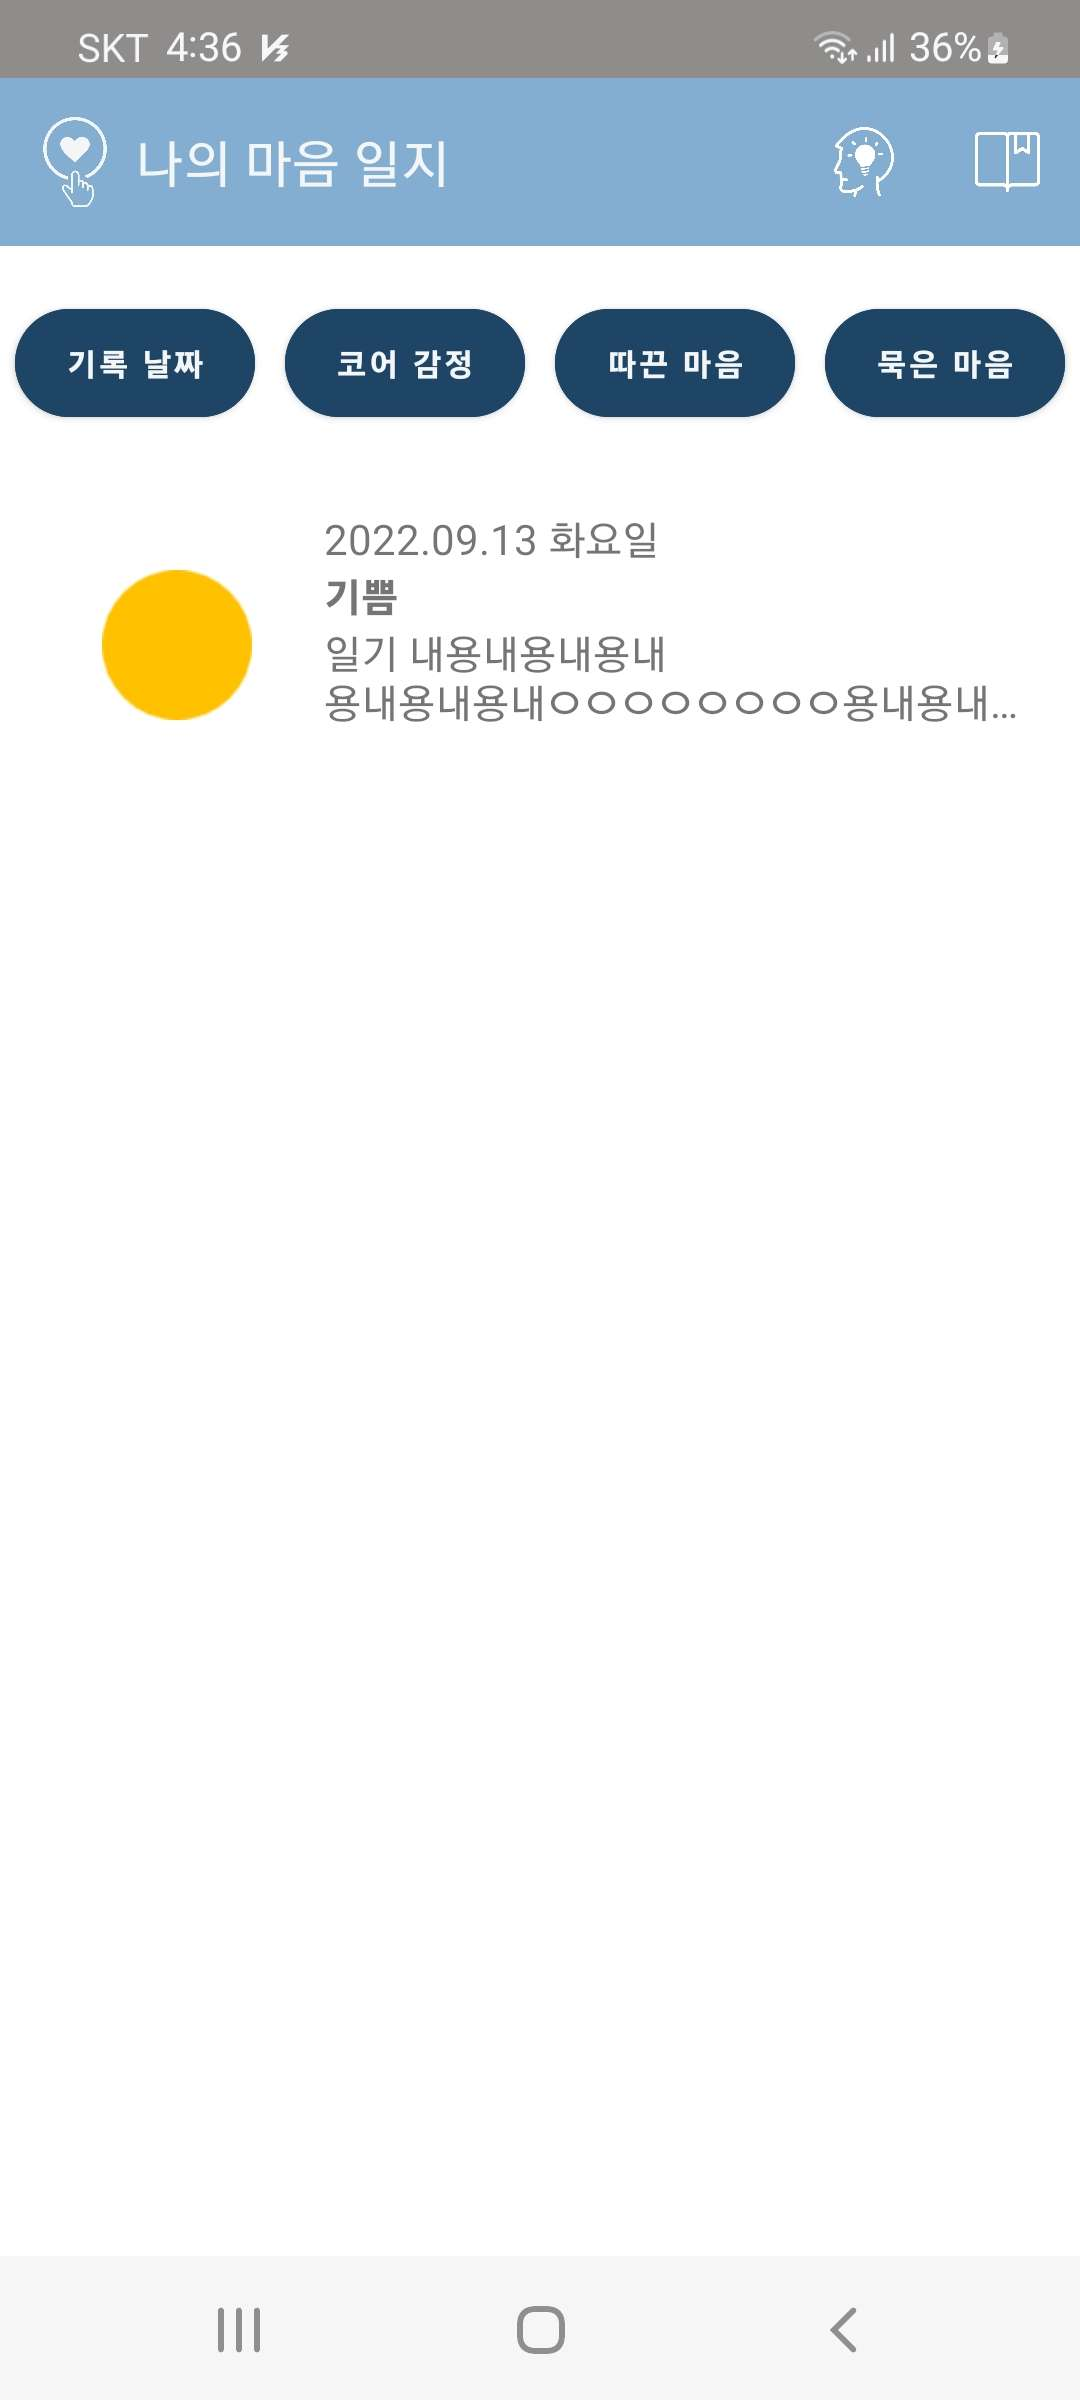 SKT 4:36
36%
나의 마음 일지
기록 날짜
코어 감정
따끈 마음
묵은 마음
2022.09.13 화요일
기쁨
일기 내용내용내용내
용내용내용내ㅇㅇㅇㅇㅇㅇㅇㅇ용내용내...